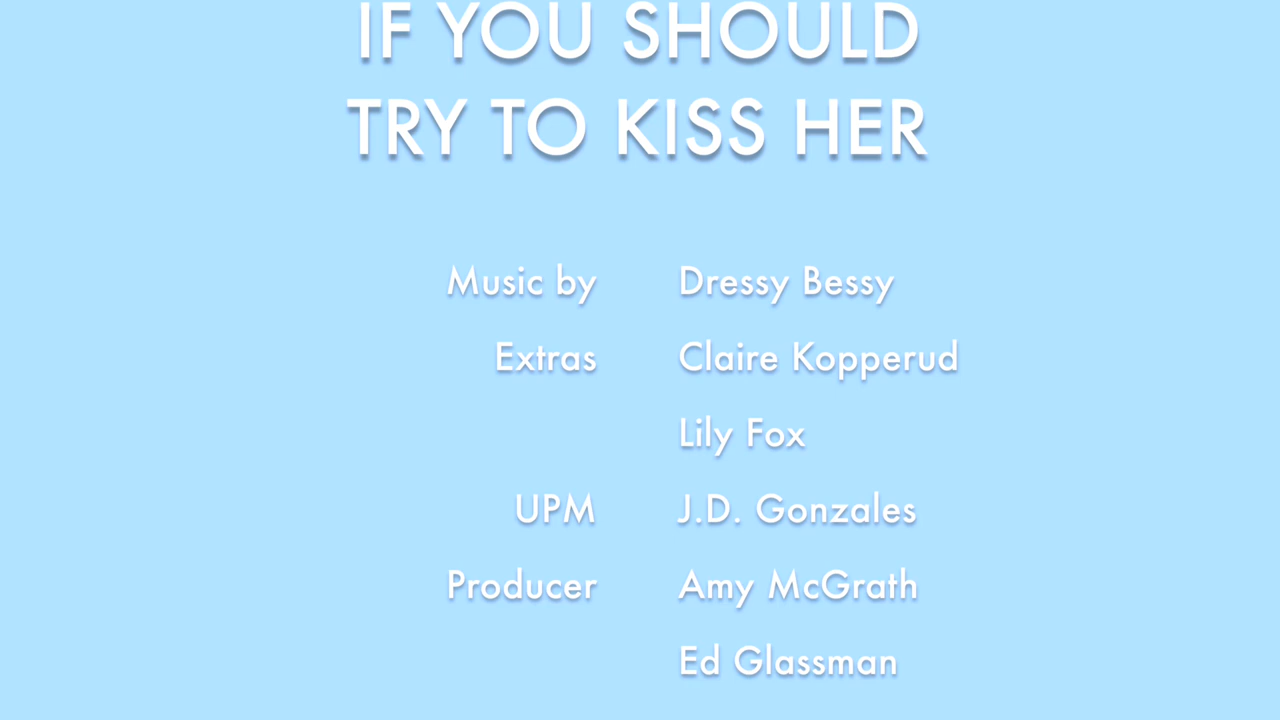 IF YOU SHOULD
TRY TO KISS HER
Music by Dressy Bessy
Extras Claire Kopperud
Lily Fox
UPM J.D. Gonzales
Producer Amy McGrath
Ed Glassman